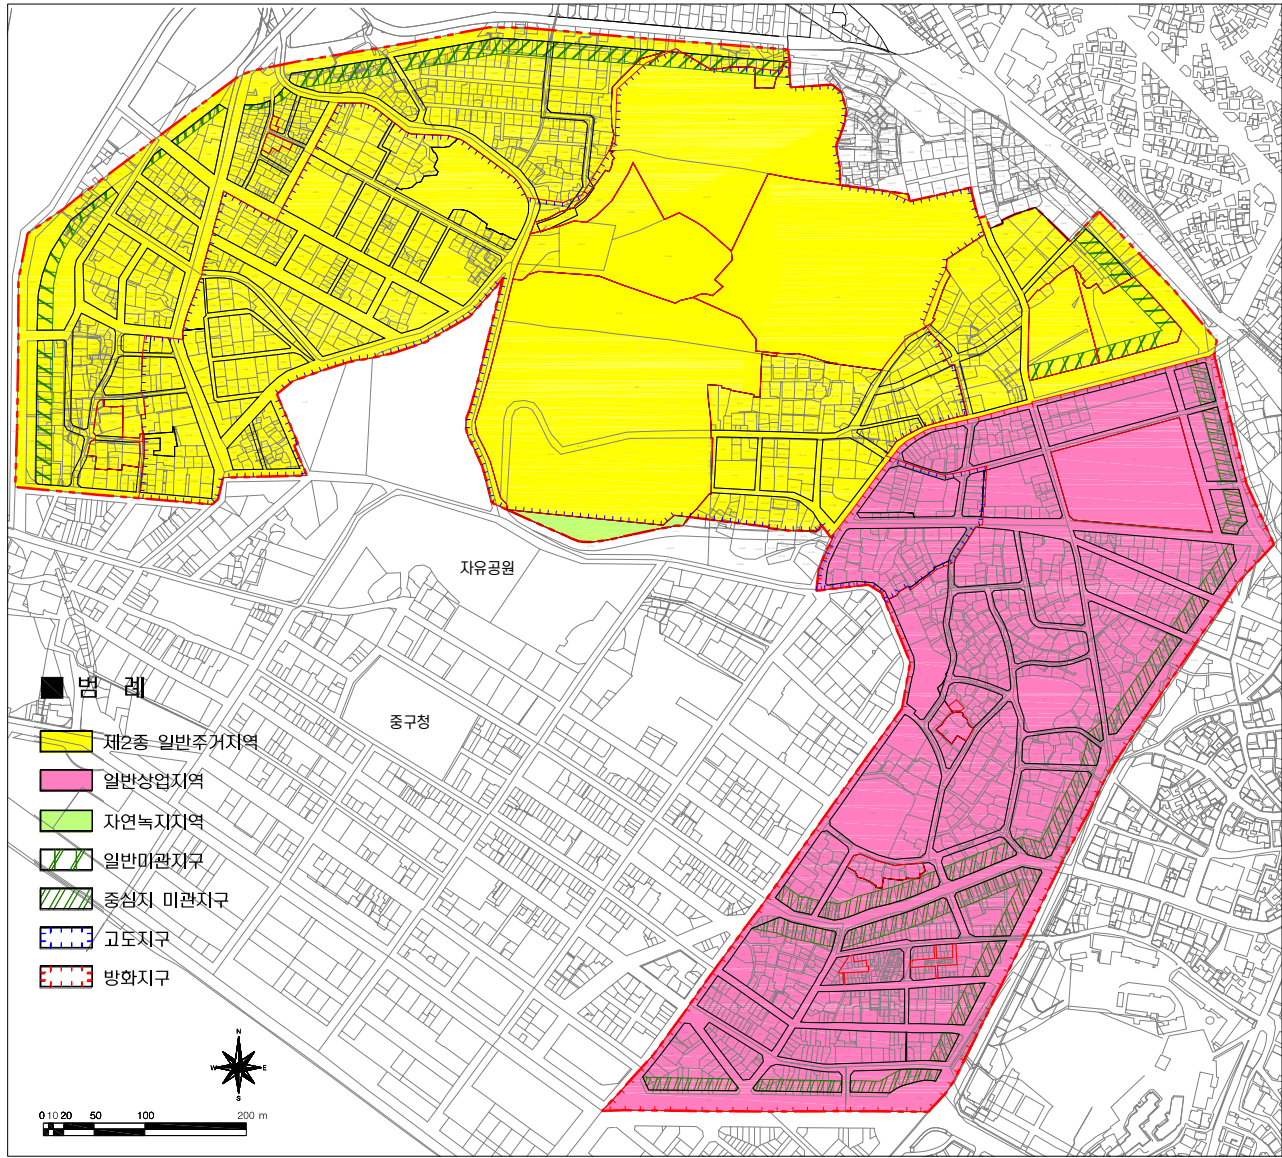 자유공원
중구청
■ 범 례
제2종 일반주거지역
일반상업지역
자연녹지지역
일반미관지구
중심지 미관지구
고도지구
방화지구
N
W E
S
0 10 20 50 100 200 m